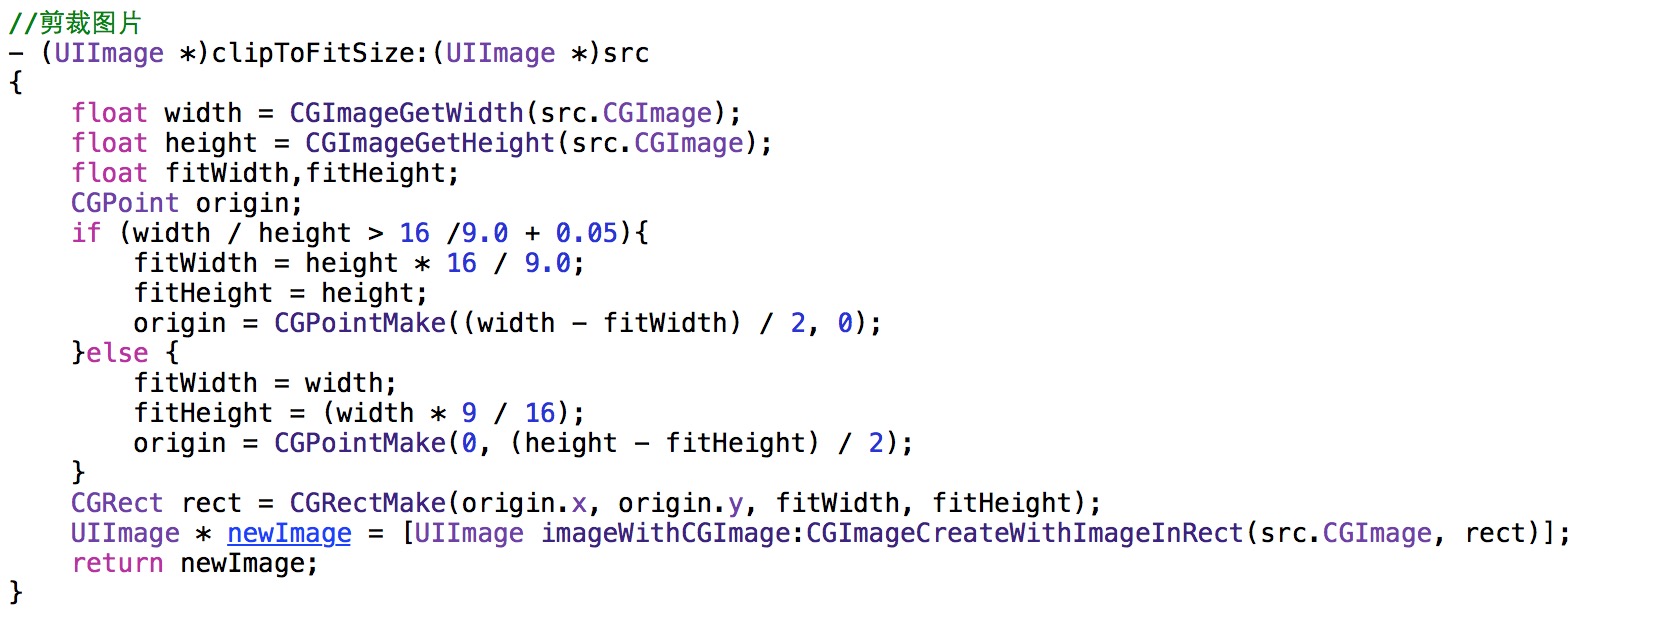 //剪裁图片
- (UIImage *)clipToFitSize:(UIImage *)src
{
    float width = CGImageGetWidth(src.CGImage);
    float height = CGImageGetHeight(src.CGImage);
    float fitWidth,fitHeight;
    CGPoint origin;
    if (width / height > 16 /9.0 + 0.05){
        fitWidth = height * 16 / 9.0;
        fitHeight = height;
        origin = CGPointMake((width - fitWidth) / 2, 0);
    }else {
        fitWidth = width;
        fitHeight = (width * 9 / 16);
        origin = CGPointMake(0, (height - fitHeight) / 2);
    }
    CGRect rect = CGRectMake(origin.x, origin.y, fitWidth, fitHeight);
    UIImage * newImage = [UIImage imageWithCGImage:CGImageCreateWithImageInRect(src.CGImage, rect)];
    return newImage;
}